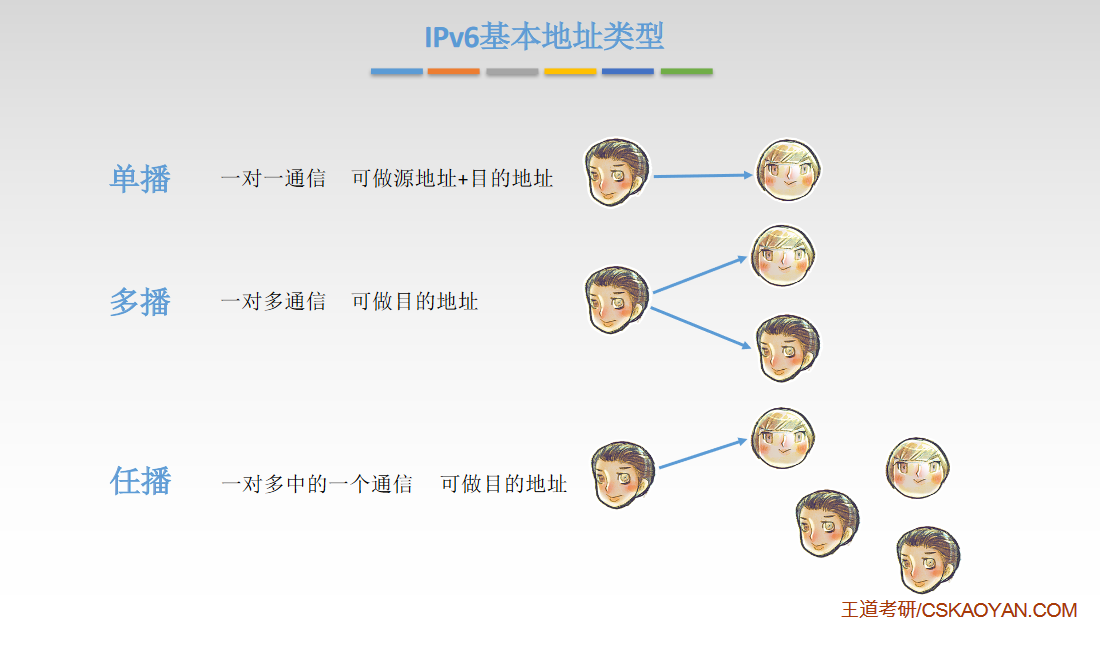 IPv6基本地址类型
单播 一对一通信 可做源地址+目的地址
多播 一对多通信 可做目的地址
任播 一对多中的一个通信 可做目的地址
王道考研/CSKAOYAN.COM